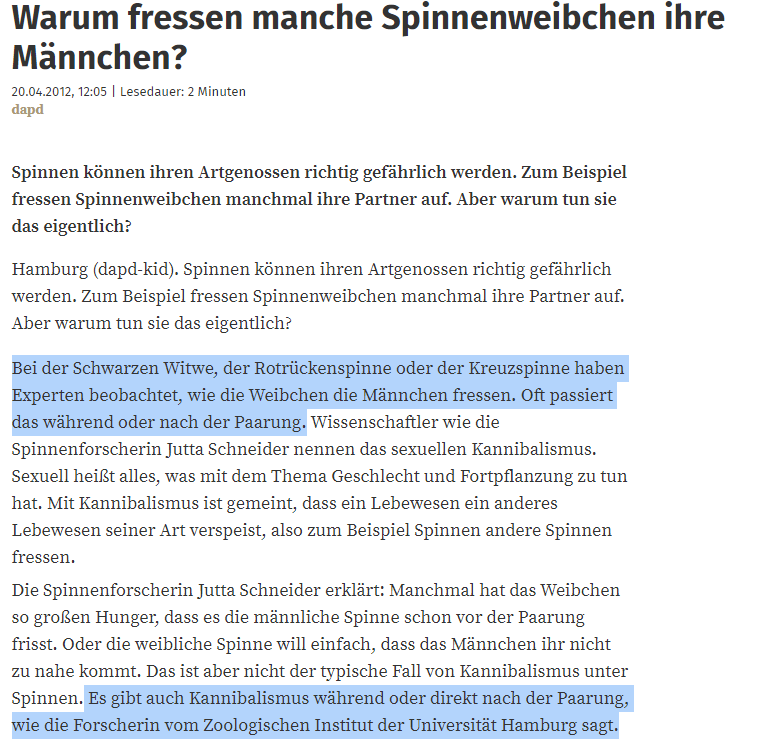 Warum fressen manche Spinnenweibchen ihre
Männchen?
20.04.2012, 12:05 | Lesedauer: 2 Minuten
dapd
Spinnen können ihren Artgenossen richtig gefährlich werden. Zum Beispiel
fressen Spinnenweibchen manchmal ihre Partner auf. Aber warum tun sie
das eigentlich?
Hamburg (dapd-kid). Spinnen können ihren Artgenossen richtig gefährlich
werden. Zum Beispiel fressen Spinnenweibchen manchmal ihre Partner auf.
Aber warum tun sie das eigentlich?
Bei der Schwarzen Witwe, der Rotrückenspinne oder der Kreuzspinne haben
Experten beobachtet, wie die Weibchen die Männchen fressen. Oft passiert
das während oder nach der Paarung. Wissenschaftler wie die
Spinnenforscherin Jutta Schneider nennen das sexuellen Kannibalismus.
Sexuell heißt alles, was mit dem Thema Geschlecht und Fortpflanzung zu tun
hat. Mit Kannibalismus ist gemeint, dass ein Lebewesen ein anderes
Lebewesen seiner Art verspeist, also zum Beispiel Spinnen andere Spinnen
fressen.
Die Spinnenforscherin Jutta Schneider erklärt: Manchmal hat das Weibchen
so großen Hunger, dass es die männliche Spinne schon vor der Paarung
frisst. Oder die weibliche Spinne will einfach, dass das Männchen ihr nicht
zu nahe kommt. Das ist aber nicht der typische Fall von Kannibalismus unter
Spinnen. Es gibt auch Kannibalismus während oder direkt nach der Paarung,
wie die Forscherin vom Zoologischen Institut der Universität Hamburg sagt.